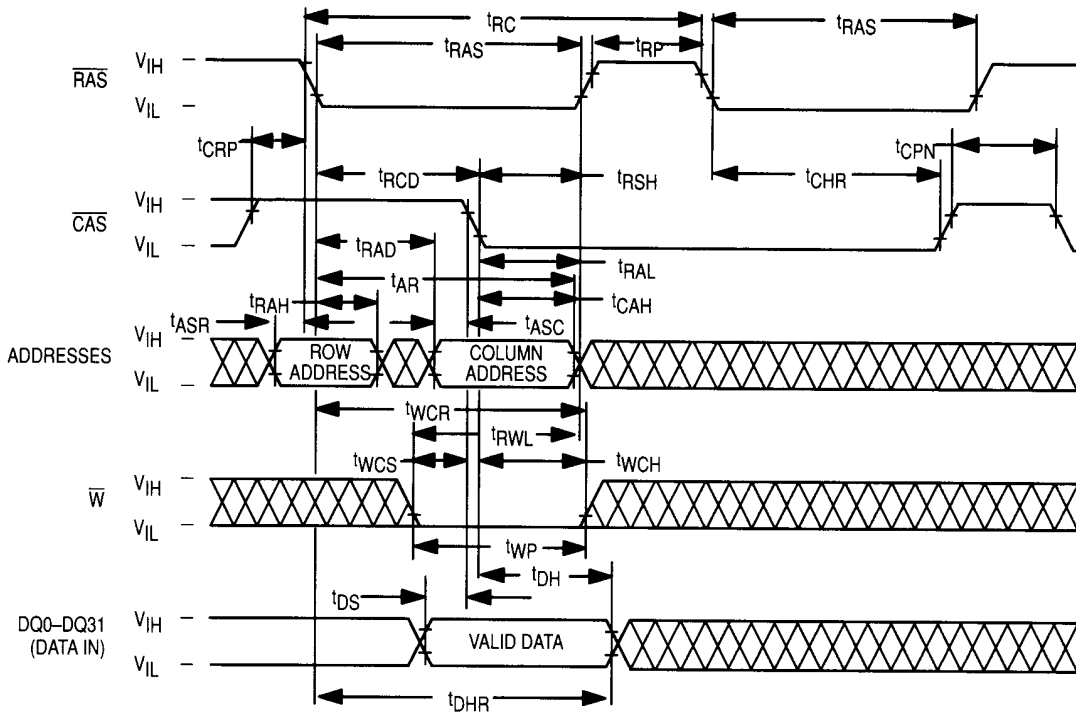 tRC
tRAS
tRP
tRAS
RAS
VIH
VIL
tCRP
tRCD
tRSH
tCHR
tCPN
CAS
VIH
VIL
tRAD
tRAL
tAR
tRAH
tCAH
tASR
tASC
ADDRESSES
VIH
VIL
ROW
ADDRESS
COLUMN
ADDRESS
tWCR
tRWL
tWCS
tWCH
W
VIH
VIL
tWP
tDH
tDS
DQ0–DQ31
(DATA IN)
VIH
VIL
VALID DATA
tDHR